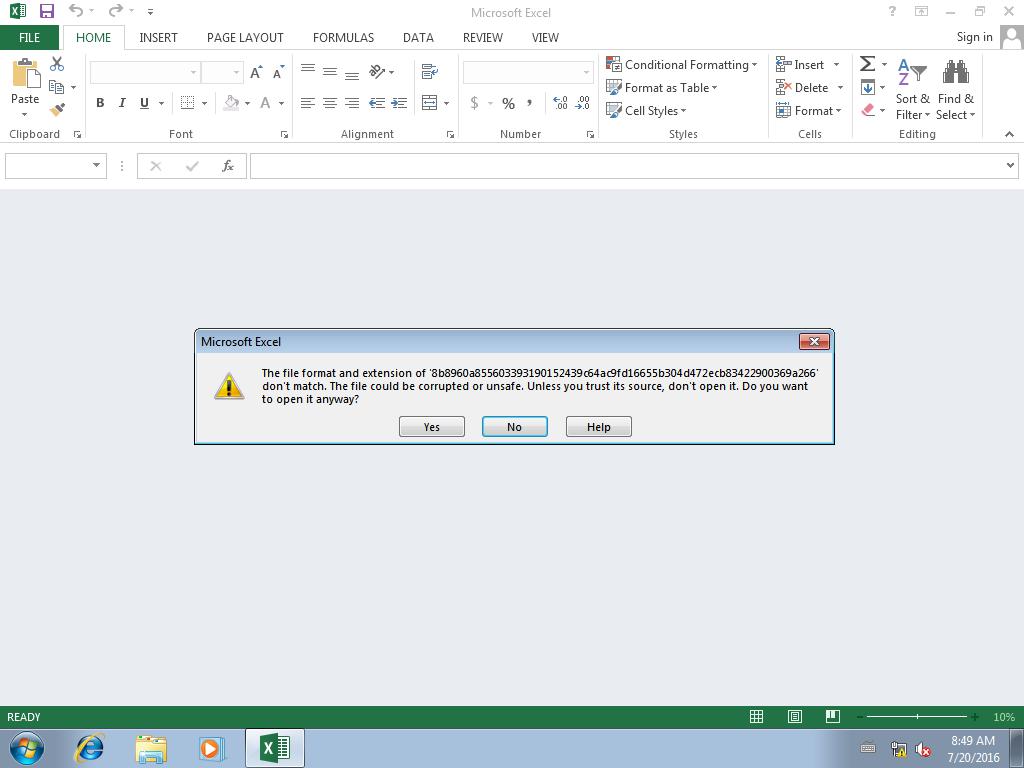 Microsoft Excel
FILE HOME INSERT PAGE LAYOUT FORMULAS DATA REVIEW VIEW Sign in
Paste
B I U A A A
$ % , .00 .0
Conditional Formatting
Format as Table
Cell Styles
Insert
Delete
Format
Σ
A
Z
Sort &
Filter
Find &
Select
Clipboard Font Alignment Number Styles Cells Editing
fx
Microsoft Excel
The file format and extension of '8b8960a855603393190152439c64ac9fd16655b304d472ecb83422900369a266'
don't match. The file could be corrupted or unsafe. Unless you trust its source, don't open it. Do you want
to open it anyway?
Yes No Help
READY 10%
8:49 AM
7/20/2016